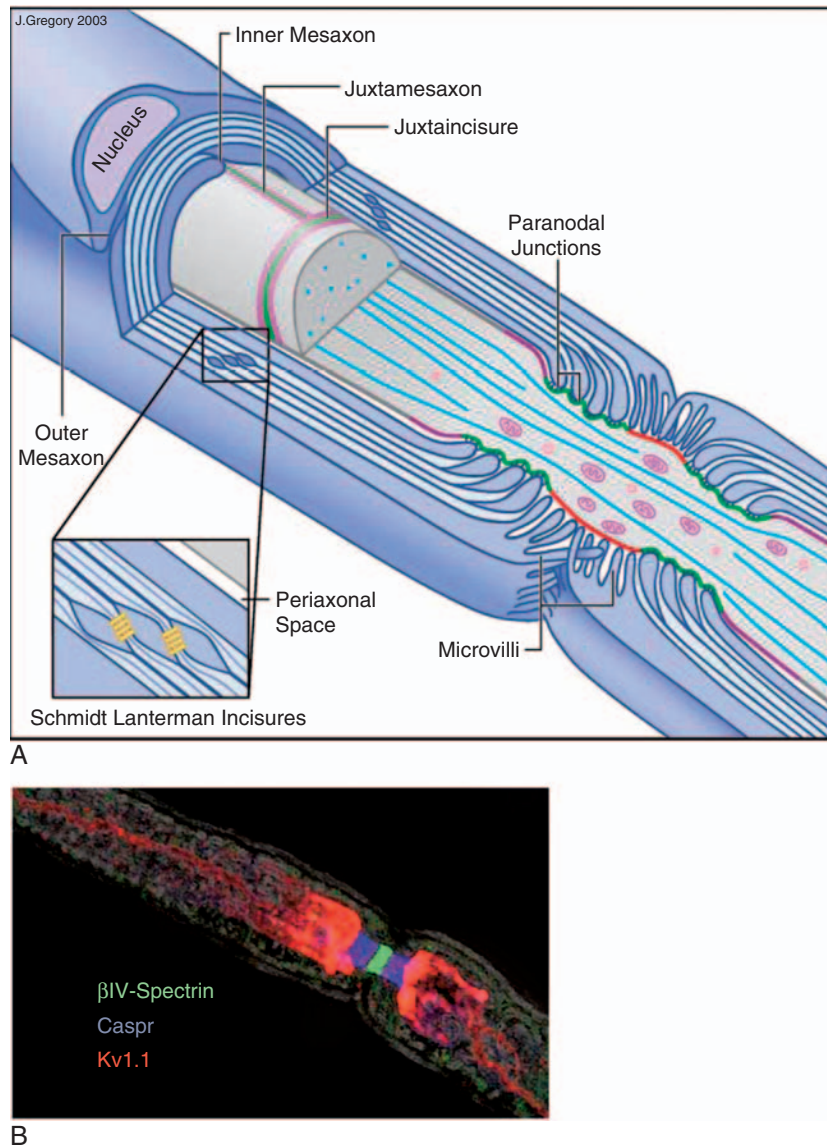 J.Gregory 2003
Inner Mesaxon
Juxtamesaxon
Juxtaincisure
Nucleus
Paranodal
Junctions
Outer
Mesaxon
Periaxonal
Space
Microvilli
Schmidt Lanterman Incisures
A
βIV-Spectrin
Caspr
Kv1.1
B